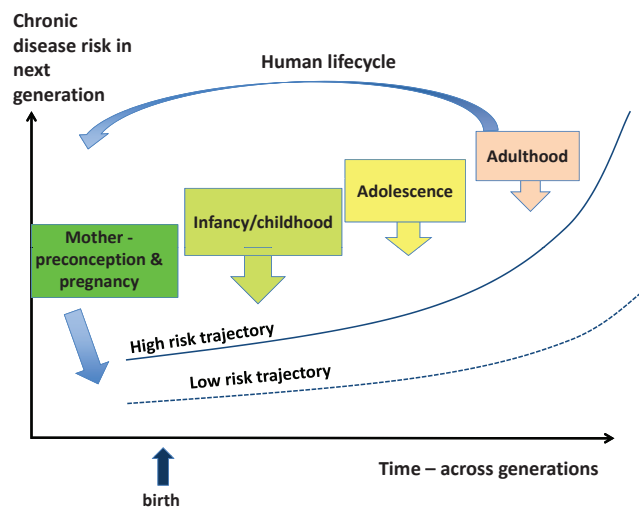 Chronic
disease risk in
next
generation
Human lifecycle
Adulthood
Adolescence
Infancy/childhood
Mother -
preconception &
pregnancy
High risk trajectory
Low risk trajectory
Time – across generations
birth